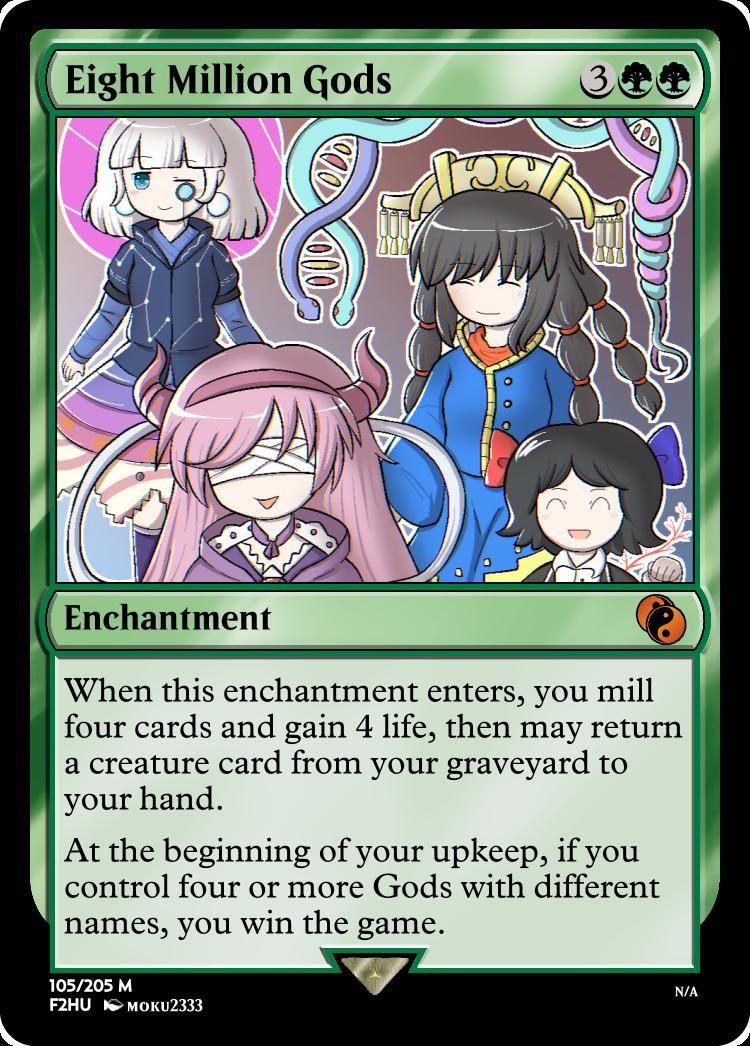 Eight Million Gods 3
Enchantment
When this enchantment enters, you mill
four cards and gain 4 life, then may return
a creature card from your graveyard to
your hand.
At the beginning of your upkeep, if you
control four or more Gods with different
names, you win the game.
105/205 M
F2HU MOKU2333
N/A